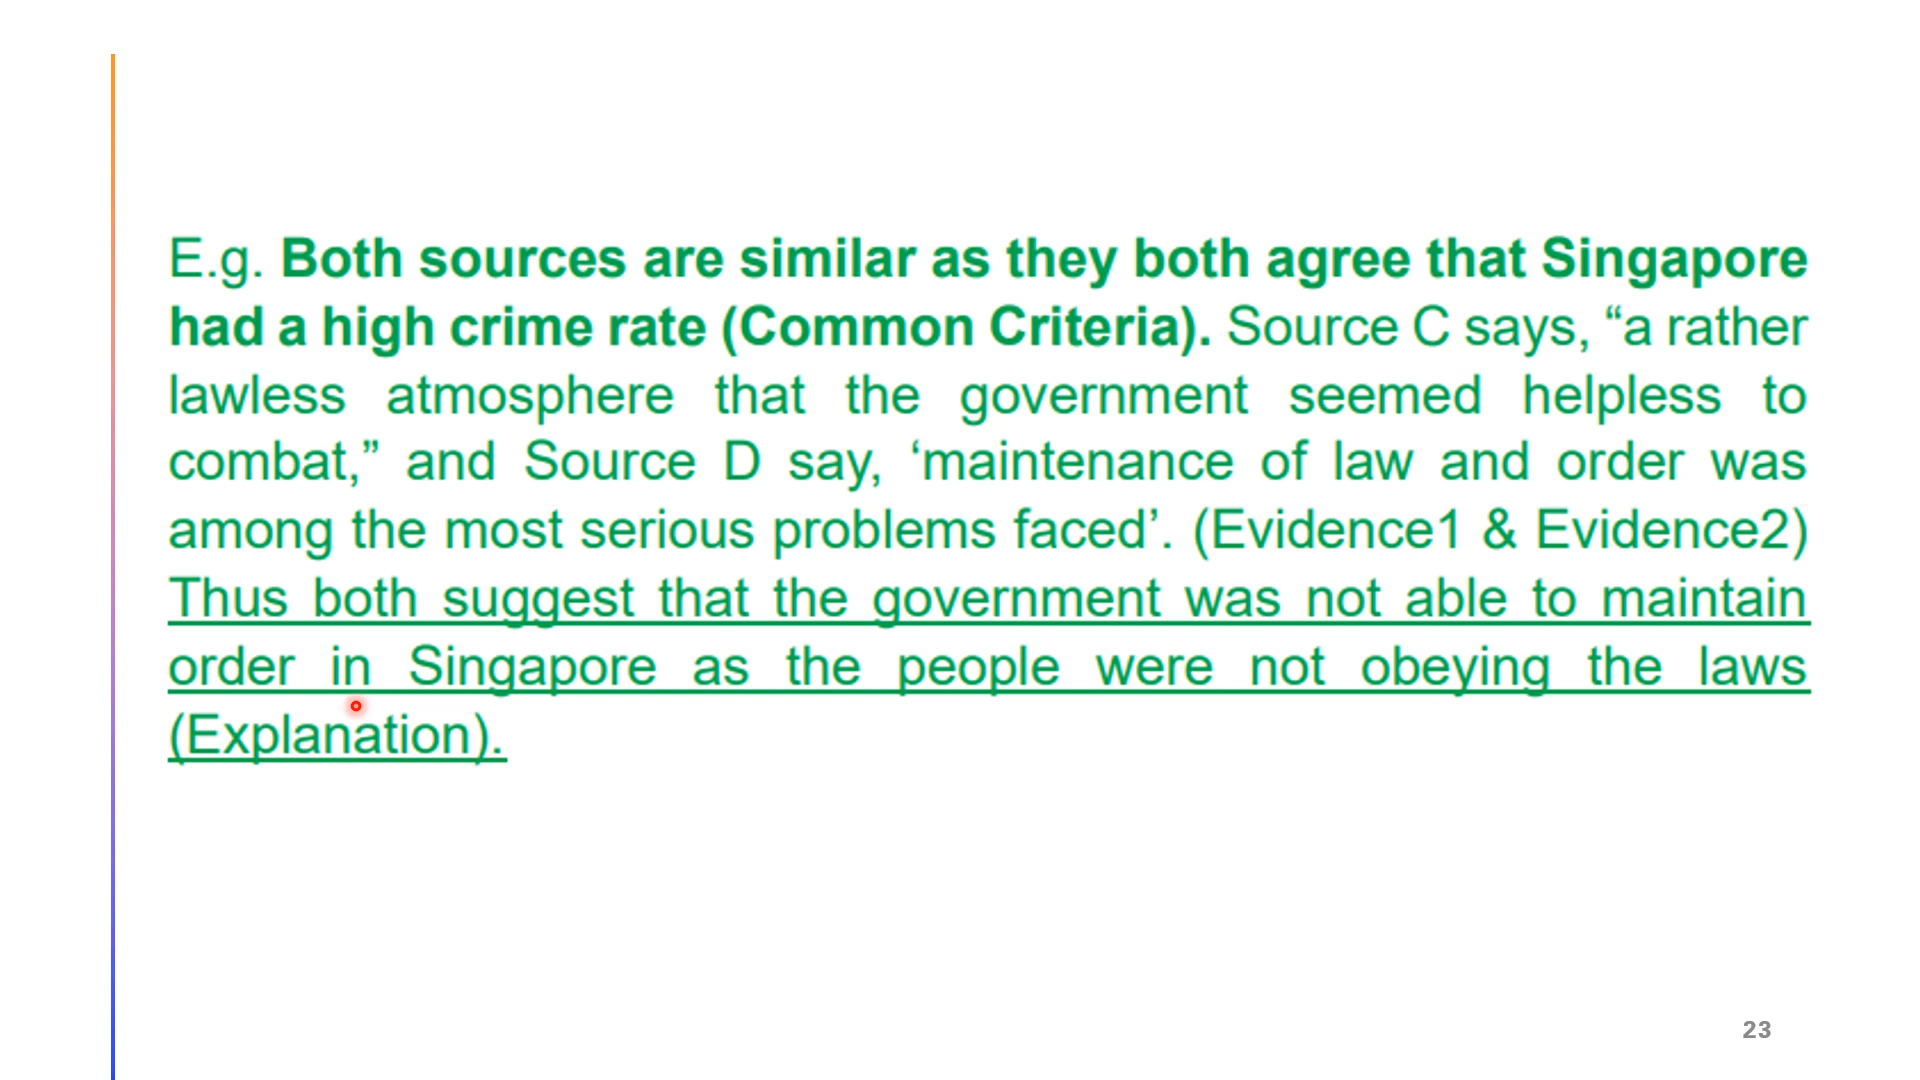 E.g. Both sources are similar as they both agree that Singapore
had a high crime rate (Common Criteria). Source C says, “a rather
lawless atmosphere that the government seemed helpless to
combat,” and Source D say, ‘maintenance of law and order was
among the most serious problems faced’. (Evidence1 & Evidence2)
Thus both suggest that the government was not able to maintain
order in Singapore as the people were not obeying the laws
(Explanation).
23